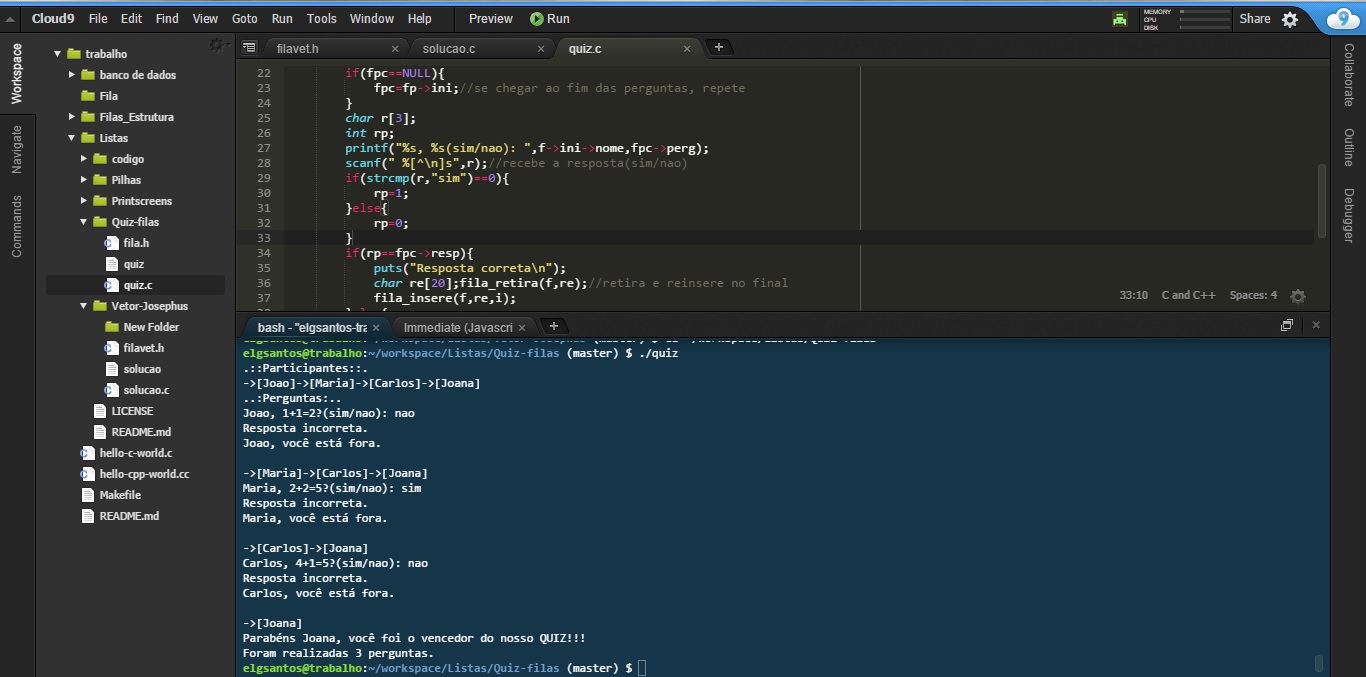 Cloud9 File Edit Find View Goto Run Tools Window Help Preview Run MEMORY CPU DISK Share 9
Workspace
Navigate
Commands
trabalho
banco de dados
Fila
Filas_Estrutura
Listas
codigo
Pilhas
Printscreens
Quiz-filas
fila.h
quiz
quiz.c
Vetor-Josephus
New Folder
filavet.h
solucao
solucao.c
LICENSE
README.md
hello-c-world.c
hello-cpp-world.cc
Makefile
README.md
filavet.h × solucao.c × quiz.c × +
22 if(fpc==NULL){
23 fpc=fp->ini;//se chegar ao fim das perguntas, repete
24 }
25 char r[3];
26 int rp;
27 printf("%s, %s(sim/nao): ",f->ini->nome,fpc->perg);
28 scanf(" %[^\n]s",r);//recebe a resposta(sim/nao)
29 if(strcmp(r,"sim")==0){
30 rp=1;
31 }else{
32 rp=0;
33 }
34 if(rp==fpc->resp){
35 puts("Resposta correta\n");
36 char re[20];fila_retira(f,re);//retira e reinsere no final
37 fila_insere(f,re,i);
33:10 C and C++ Spaces: 4
bash - "elgsantos-tra × Immediate (Javascri × +
elgsantos@trabalho:~/workspace/Listas/Quiz-filas (master) $ ./quiz
.::Participantes::.
->[Joao]->[Maria]->[Carlos]->[Joana]
..:Perguntas:..
Joao, 1+1=2?(sim/nao): nao
Resposta incorreta.
Joao, você está fora.
->[Maria]->[Carlos]->[Joana]
Maria, 2+2=5?(sim/nao): sim
Resposta incorreta.
Maria, você está fora.
->[Carlos]->[Joana]
Carlos, 4+1=5?(sim/nao): nao
Resposta incorreta.
Carlos, você está fora.
->[Joana]
Parabéns Joana, você foi o vencedor do nosso QUIZ!!!
Foram realizadas 3 perguntas.
elgsantos@trabalho:~/workspace/Listas/Quiz-filas (master) $
Collaborate
Outline
Debugger